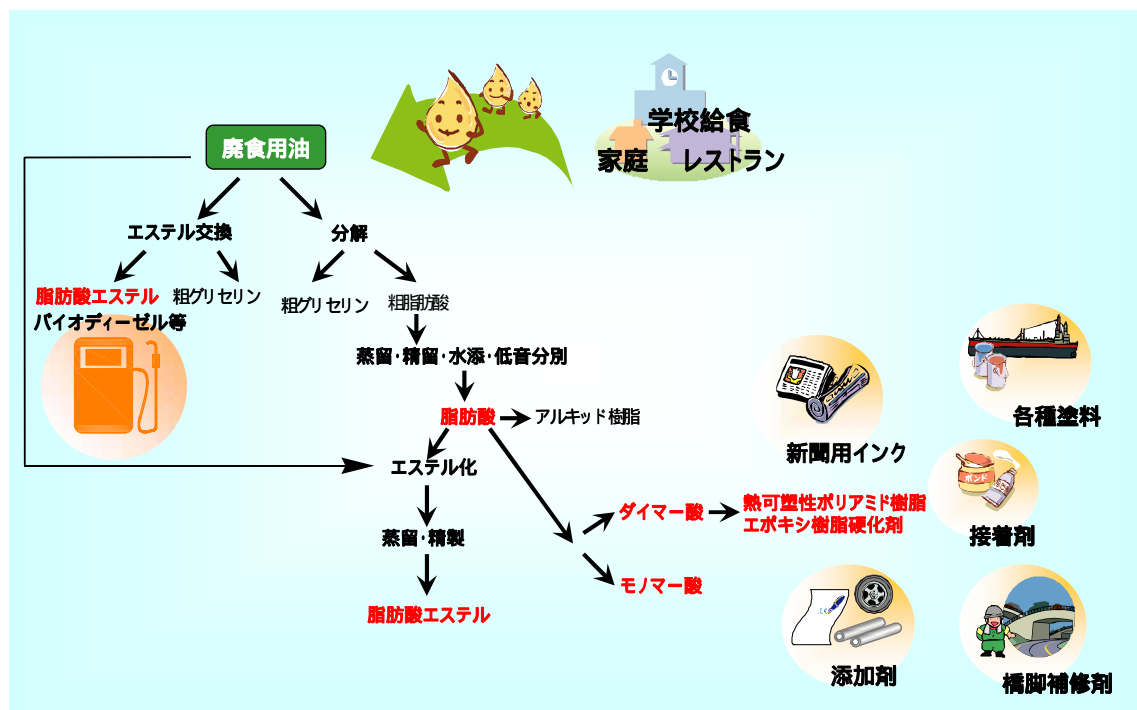 学校給食
家庭
レストラン
廃食用油
エステル交換
分解
脂肪酸エステル
バイオディーゼル等
粗グリセリン
粗グリセリン
粗脂肪酸
蒸留・精留・水添・低音分別
脂肪酸
アルキッド樹脂
エステル化
蒸留・精製
脂肪酸エステル
ダイマー酸
熱可塑性ポリアミド樹脂
エポキシ樹脂硬化剤
モノマー酸
新聞用インク
各種塗料
ボンド
接着剤
添加剤
橋脚補修剤